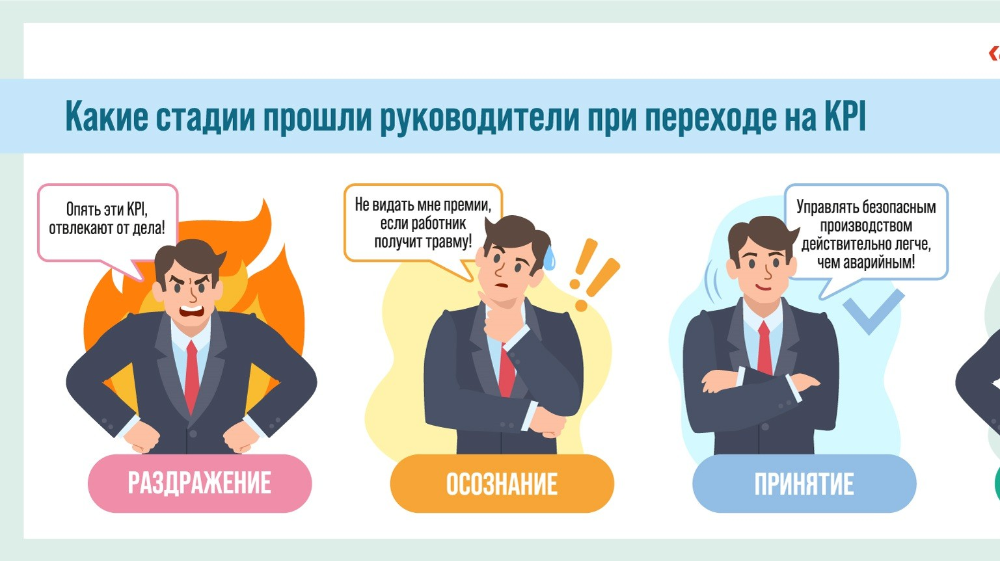 Какие стадии прошли руководители при переходе на KPI
Опять эти KPI,
отвлекают от дела!
Не видать мне премии,
если работник
получит травму!
Управлять безопасным
производством
действительно легче,
чем аварийным!
РАЗДРАЖЕНИЕ
ОСОЗНАНИЕ
ПРИНЯТИЕ